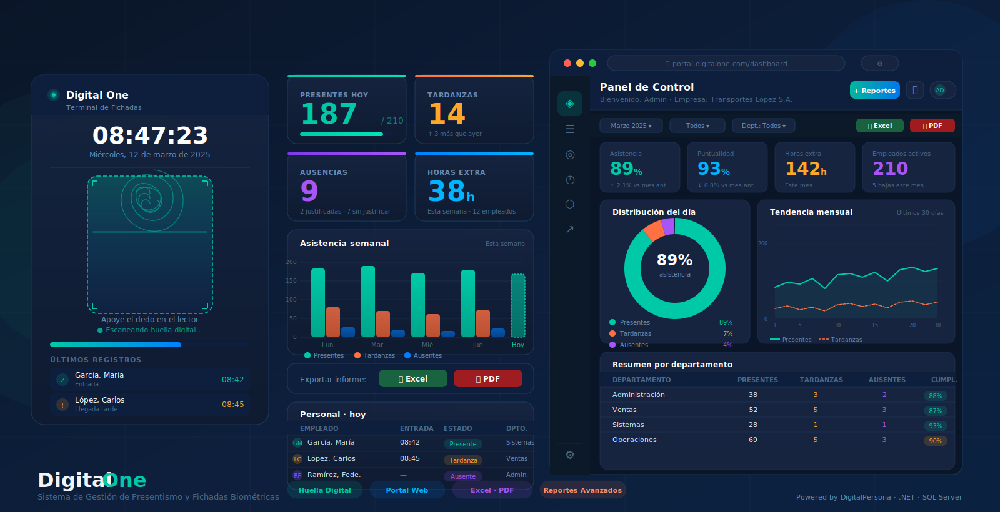 Digital One
Terminal de Fichadas
08:47:23
Miércoles, 12 de marzo de 2025
Apoye el dedo en el lector
● Escaneando huella digital...
ÚLTIMOS REGISTROS
✓ García, María 08:42
Entrada
! López, Carlos 08:45
Llegada tarde
DigitalOne
Sistema de Gestión de Presentismo y Fichadas Biométricas
PRESENTES HOY
187 / 210
TARDANZAS
14
↑ 3 más que ayer
AUSENCIAS
9
2 justificadas · 7 sin justificar
HORAS EXTRA
38h
Esta semana · 12 empleados
Asistencia semanal Esta semana
200
150
100
50
0
Lun Mar Mié Jue Hoy
Presentes Tardanzas Ausentes
Exportar informe: Excel PDF
Personal · hoy
EMPLEADO ENTRADA ESTADO DPTO.
GM García, María 08:42 Presente Sistemas
LC López, Carlos 08:45 Tardanza Ventas
RF Ramírez, Fede. — Ausente Admin.
Huella Digital Portal Web Excel · PDF Reportes Avanzados
portal.digitalone.com/dashboard
Panel de Control
Bienvenido, Admin · Empresa: Transportes López S.A.
+ Reportes AD
Marzo 2025 ▾ Todos ▾ Dept.: Todos ▾ Excel PDF
Asistencia
89%
↑ 2.1% vs mes ant.
Puntualidad
93%
↓ 0.8% vs mes ant.
Horas extra
142h
Este mes
Empleados activos
210
5 bajas este mes
Distribución del día
89%
asistencia
Presentes 89%
Tardanzas 7%
Ausentes 4%
Tendencia mensual Últimos 30 días
200
0
1 5 10 15 20 30
Presentes Tardanzas
Resumen por departamento
DEPARTAMENTO PRESENTES TARDANZAS AUSENTES CUMPL.
Administración 38 3 2 88%
Ventas 52 5 3 87%
Sistemas 28 1 1 93%
Operaciones 69 5 3 90%
Powered by DigitalPersona · .NET · SQL Server